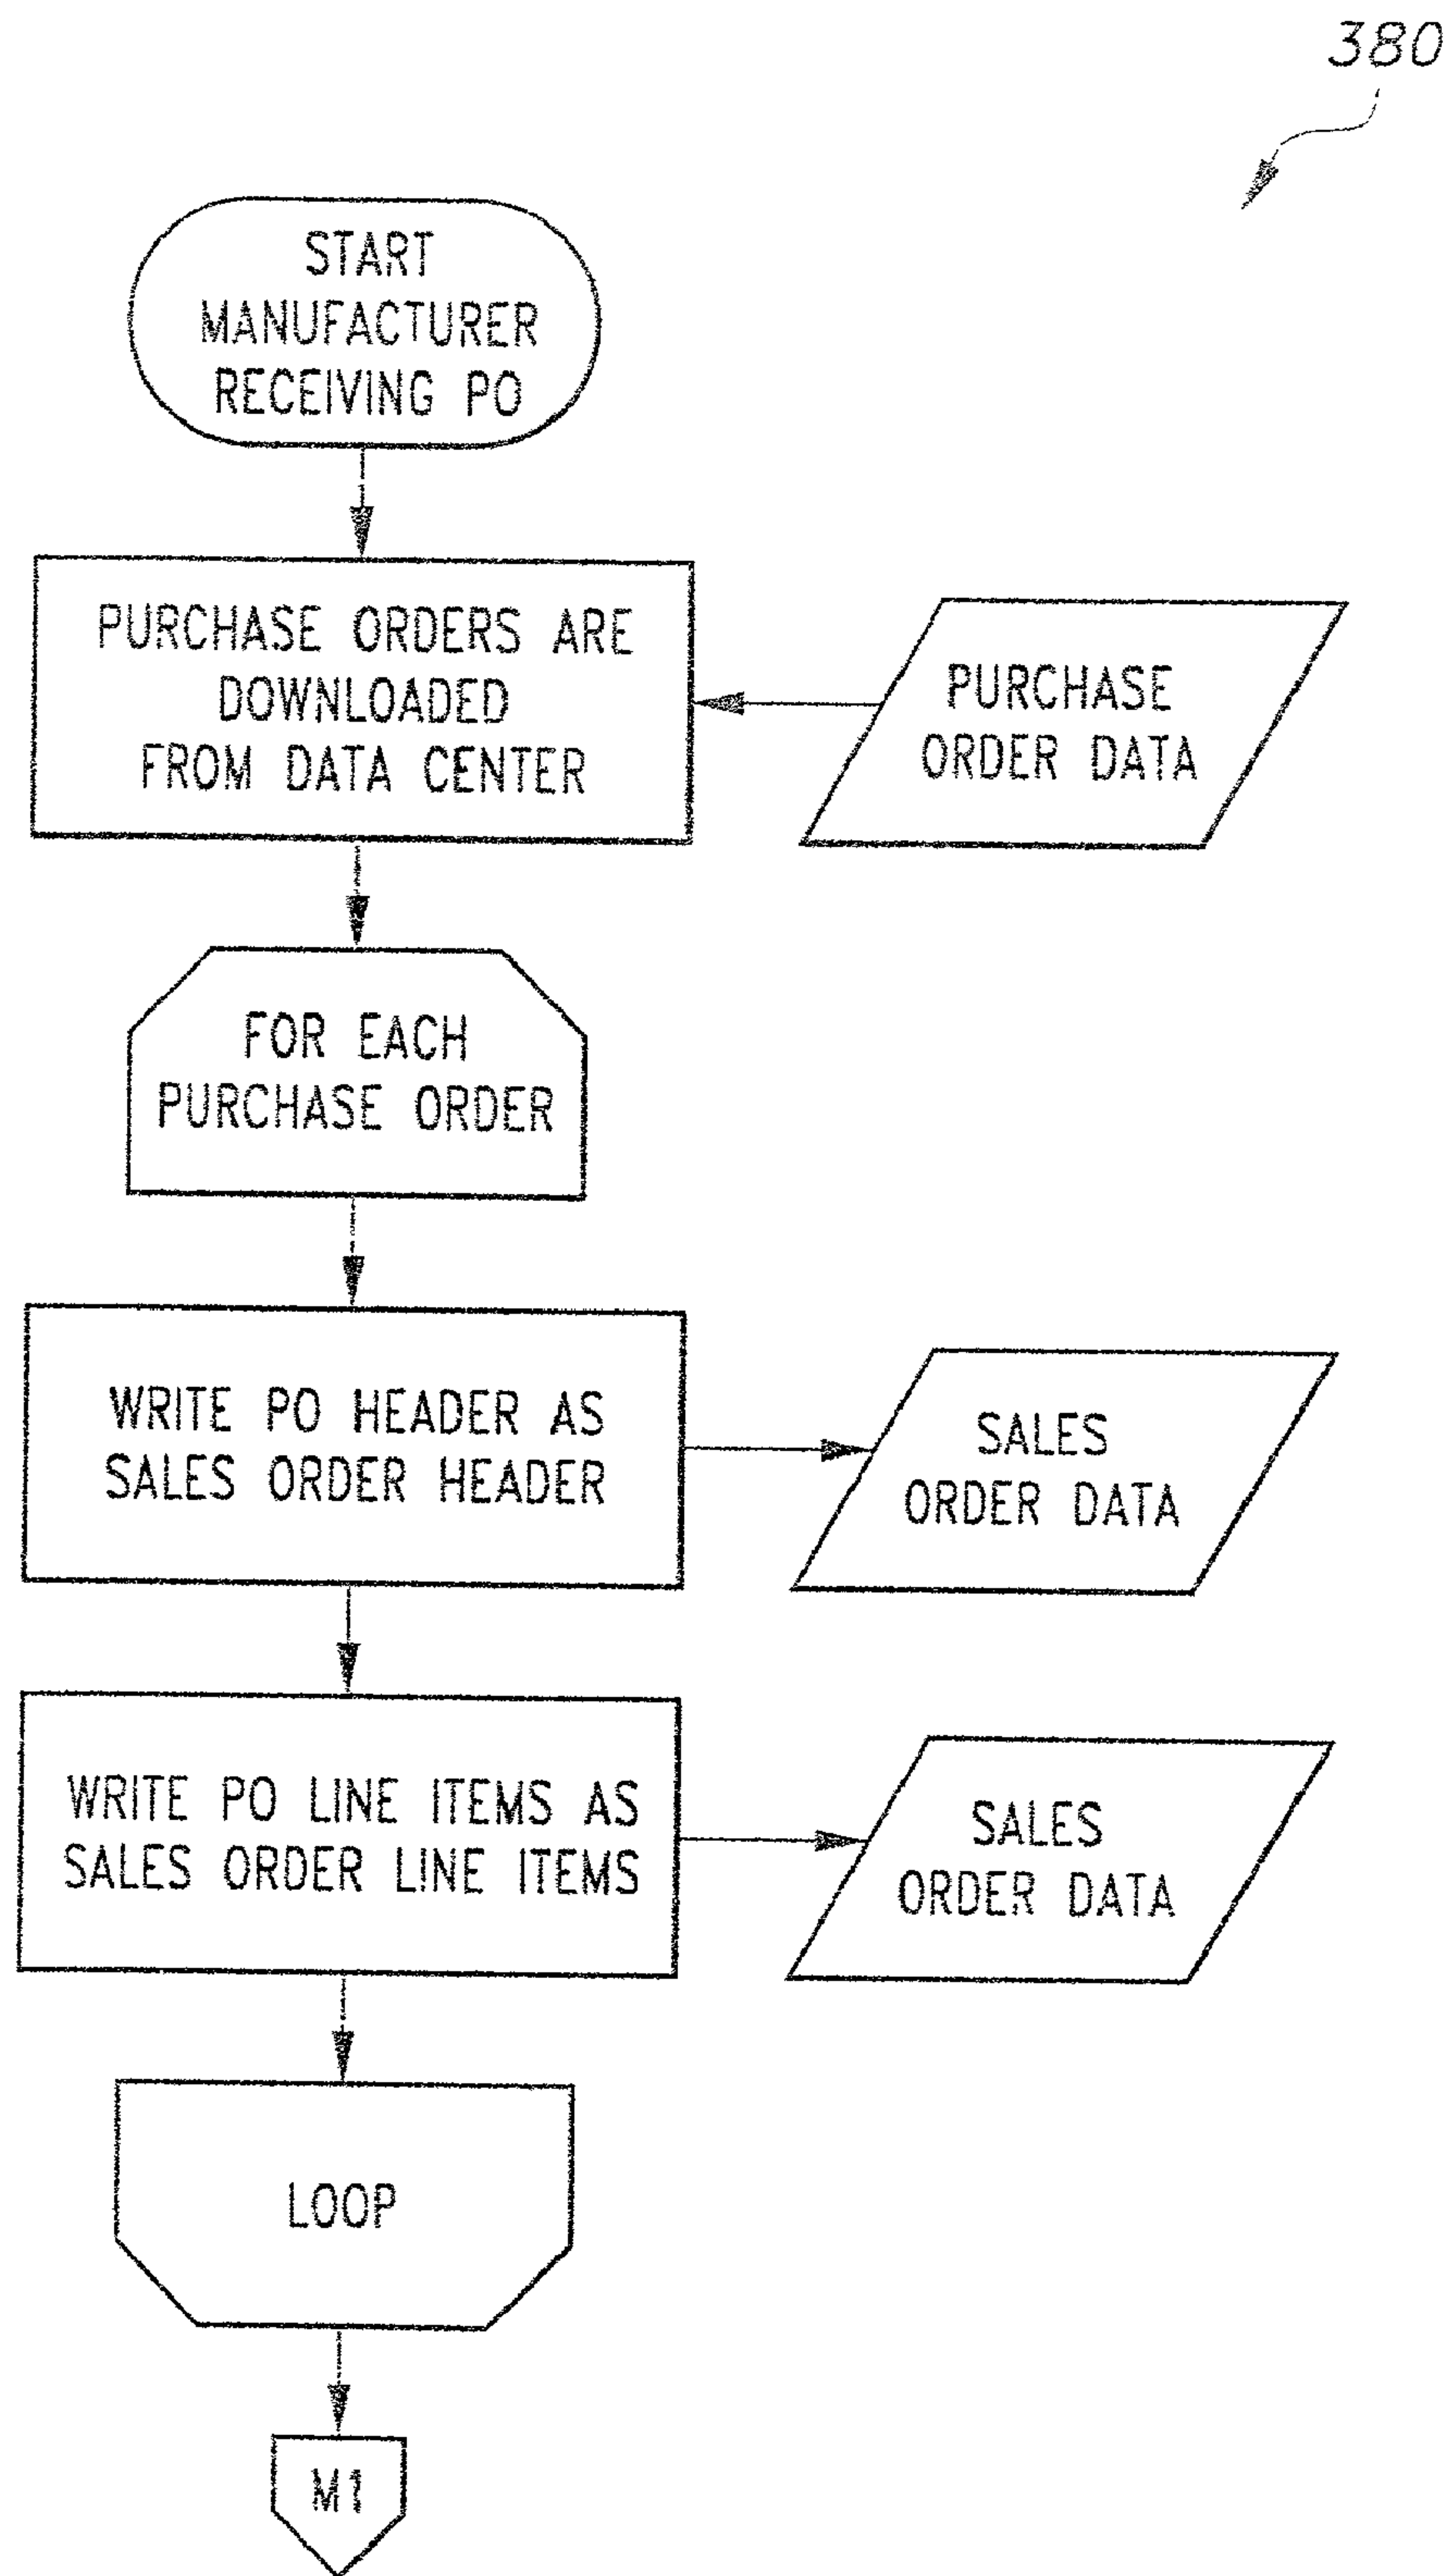 380
START
MANUFACTURER
RECEIVING PO
PURCHASE ORDERS ARE
DOWNLOADED
FROM DATA CENTER
PURCHASE
ORDER DATA
FOR EACH
PURCHASE ORDER
WRITE PO HEADER AS
SALES ORDER HEADER
SALES
ORDER DATA
WRITE PO LINE ITEMS AS
SALES ORDER LINE ITEMS
SALES
ORDER DATA
LOOP
M1